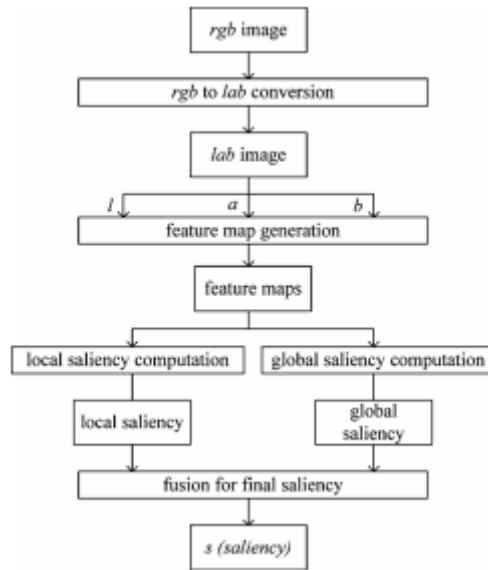 rgb image
rgb to lab conversion
lab image
l a b
feature map generation
feature maps
local saliency computation
global saliency computation
local saliency
global
saliency
fusion for final saliency
s (saliency)